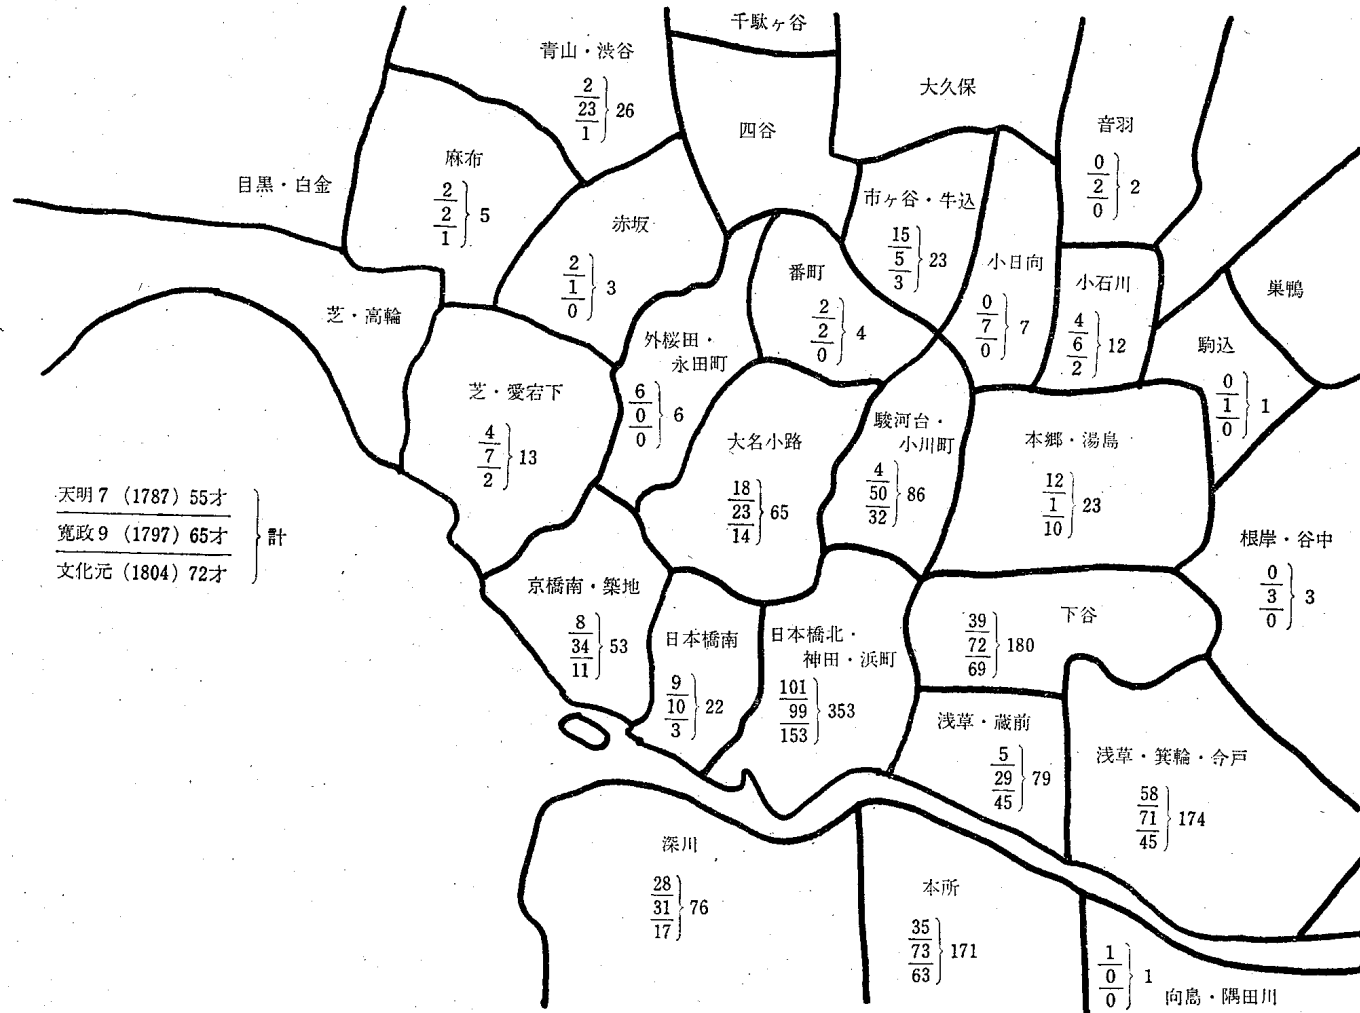 千駄ヶ谷
青山・渋谷
2
23
1
26
大久保
四谷
音羽
0
2
0
2
麻布
2
2
1
5
目黒・白金
赤坂
2
1
0
3
市ヶ谷・牛込
15
5
3
23
小日向
0
7
0
7
番町
2
2
0
4
小石川
4
6
2
12
巣鴨
駒込
0
1
0
1
芝・高輪
外桜田・
永田町
6
0
0
6
芝・愛宕下
4
7
2
13
大名小路
18
23
14
65
駿河台・
小川町
4
50
32
86
本郷・湯島
12
1
10
23
天明7 (1787) 55才
寛政9 (1797) 65才
文化元 (1804) 72才
計
根岸・谷中
0
3
0
3
京橋南・築地
8
34
11
53
日本橋南
9
10
3
22
日本橋北・
神田・浜町
101
99
153
353
下谷
39
72
69
180
浅草・蔵前
5
29
45
79
浅草・箕輪・今戸
58
71
45
174
深川
28
31
17
76
本所
35
73
63
171
1
0
0
1
向島・隅田川